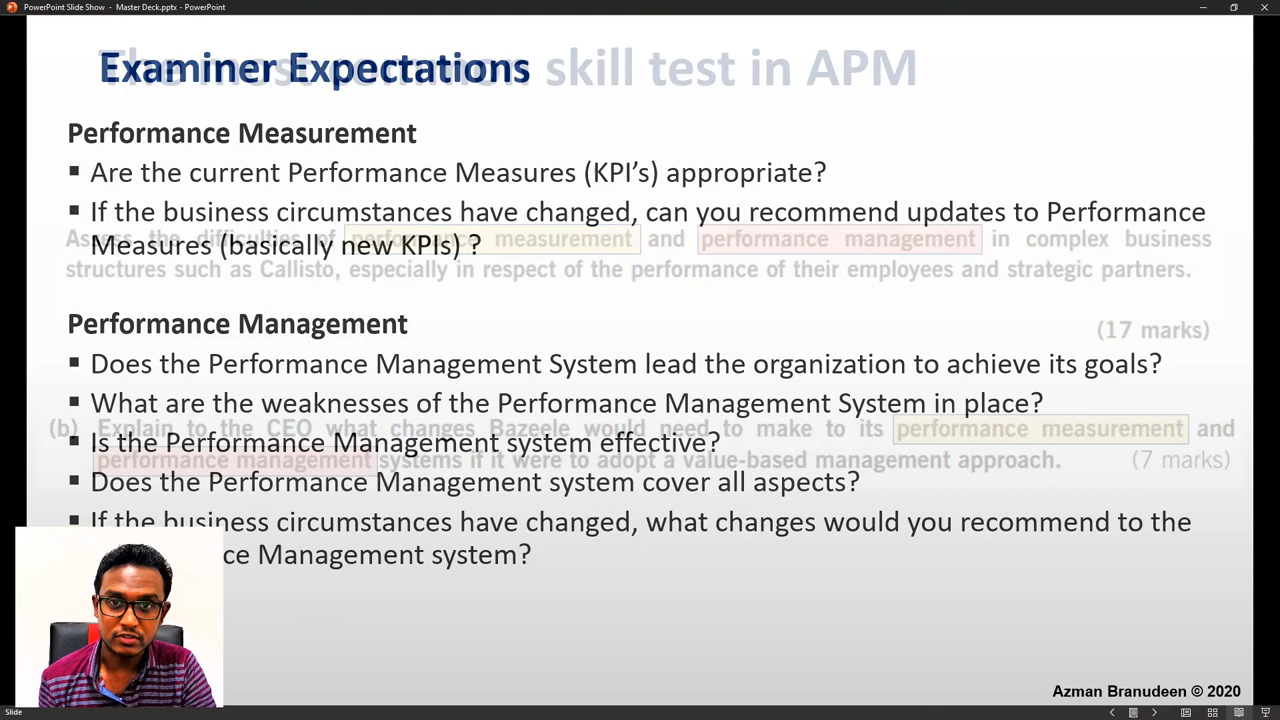 PowerPoint Slide Show - Master Deck.pptx - PowerPoint
The most common skill test in APM
Examiner Expectations
Performance Measurement
▪ Are the current Performance Measures (KPI’s) appropriate?
▪ If the business circumstances have changed, can you recommend updates to Performance
Measures (basically new KPIs) ?
Assess the difficulties of performance measurement and performance management in complex business
structures such as Callisto, especially in respect of the performance of their employees and strategic partners.
(17 marks)
Performance Management
▪ Does the Performance Management System lead the organization to achieve its goals?
▪ What are the weaknesses of the Performance Management System in place?
(b) Explain to the CEO what changes Bazeele would need to make to its performance measurement and
performance management systems if it were to adopt a value-based management approach. (7 marks)
▪ Is the Performance Management system effective?
▪ Does the Performance Management system cover all aspects?
▪ If the business circumstances have changed, what changes would you recommend to the
ce Management system?
Azman Branudeen © 2020
Slide